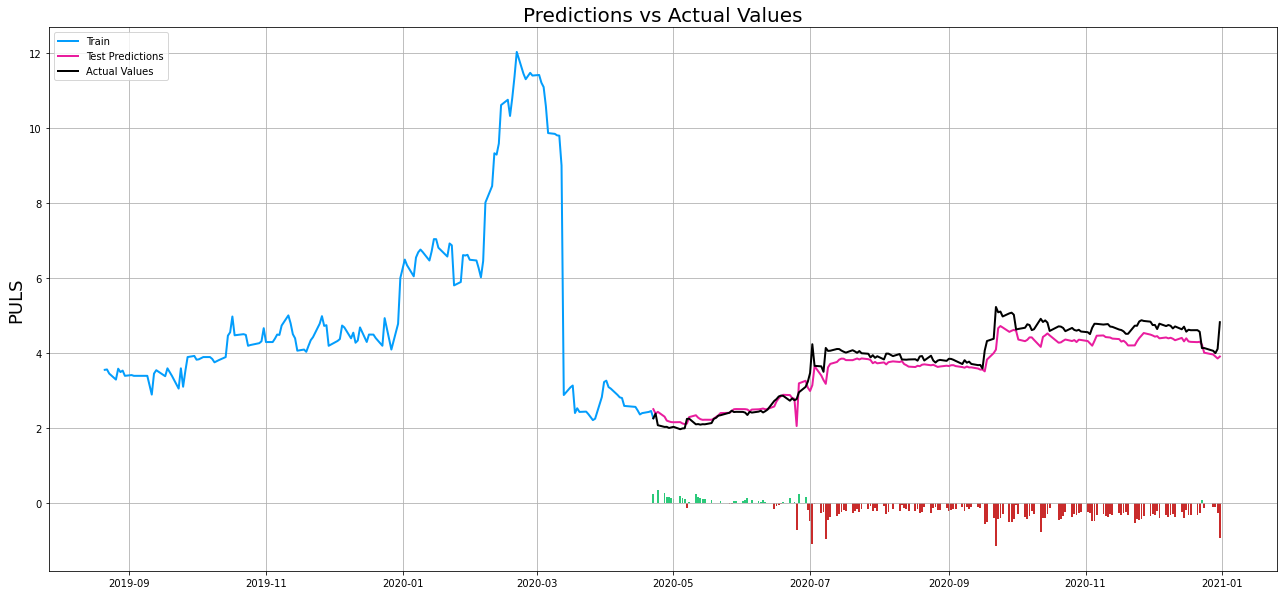 Predictions vs Actual Values
Train
Test Predictions
Actual Values
PULS
12
10
8
6
4
2
0
2019-09 2019-11 2020-01 2020-03 2020-05 2020-07 2020-09 2020-11 2021-01